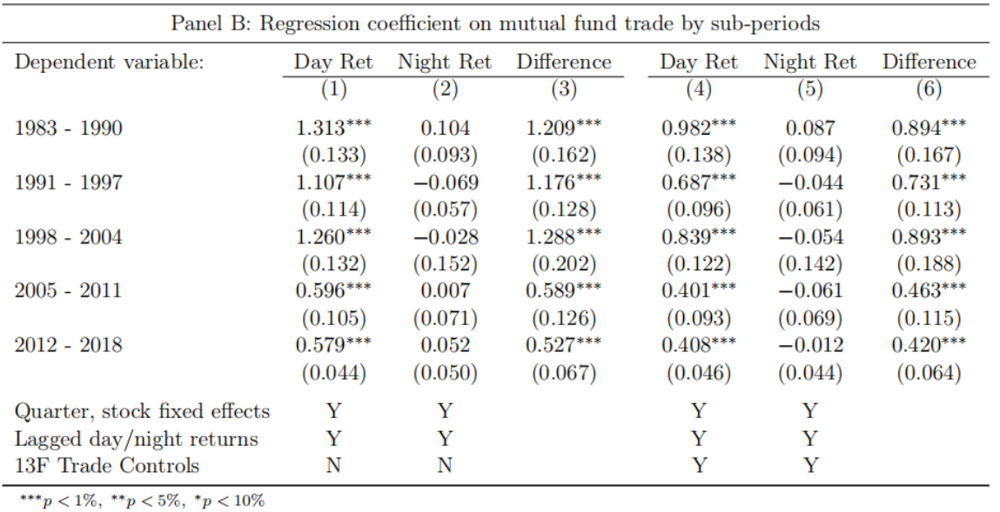 Panel B: Regression coefficient on mutual fund trade by sub-periods
Dependent variable: Day Ret Night Ret Difference Day Ret Night Ret Difference
(1) (2) (3) (4) (5) (6)
1983 - 1990 1.313*** 0.104 1.209*** 0.982*** 0.087 0.894***
(0.133) (0.093) (0.162) (0.138) (0.094) (0.167)
1991 - 1997 1.107*** −0.069 1.176*** 0.687*** −0.044 0.731***
(0.114) (0.057) (0.128) (0.096) (0.061) (0.113)
1998 - 2004 1.260*** −0.028 1.288*** 0.839*** −0.054 0.893***
(0.132) (0.152) (0.202) (0.122) (0.142) (0.188)
2005 - 2011 0.596*** 0.007 0.589*** 0.401*** −0.061 0.463***
(0.105) (0.071) (0.126) (0.093) (0.069) (0.115)
2012 - 2018 0.579*** 0.052 0.527*** 0.408*** −0.012 0.420***
(0.044) (0.050) (0.067) (0.046) (0.044) (0.064)
Quarter, stock fixed effects Y Y Y Y
Lagged day/night returns Y Y Y Y
13F Trade Controls N N Y Y
***p < 1%, **p < 5%, *p < 10%